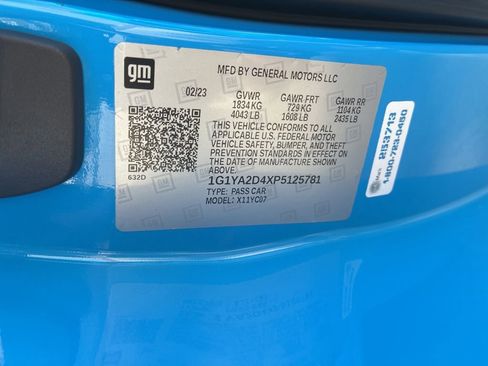 gm
MFD BY GENERAL MOTORS LLC
02/23 GVWR GAWR FRT GAWR RR
1834 KG 729 KG 1104 KG
4043 LB 1608 LB 2435 LB
THIS VEHICLE CONFORMS TO ALL
APPLICABLE U.S. FEDERAL MOTOR
VEHICLE SAFETY, BUMPER, AND
THEFT PREVENTION STANDARDS
IN EFFECT ON THE DATE OF
MANUFACTURE SHOWN ABOVE.
632D
1G1YA2D4XP5125781
TYPE: PASS CAR
MODEL: X11YC07
253713
1-800-723-0490